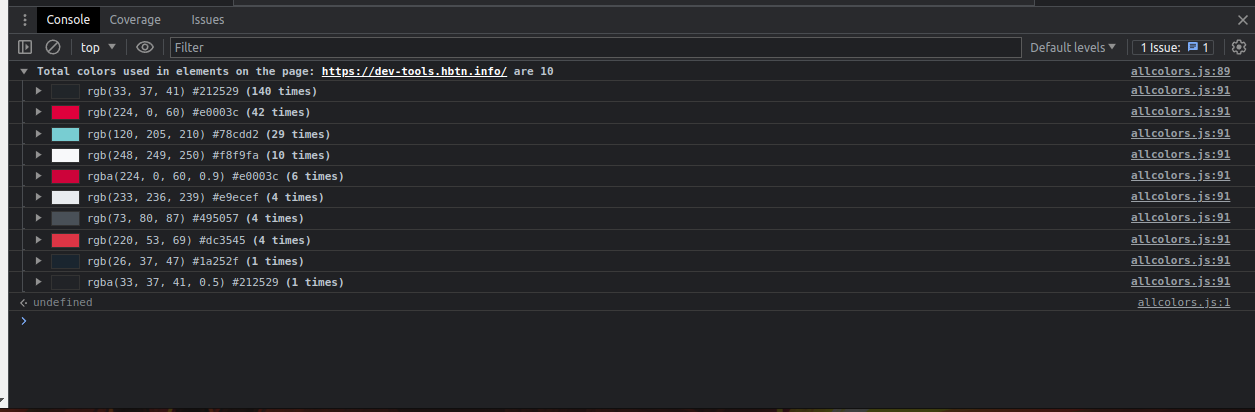 Console Coverage Issues
top Filter Default levels 1 Issue: 1
Total colors used in elements on the page: https://dev-tools.hbtn.info/ are 10 allcolors.js:89
rgb(33, 37, 41) #212529 (140 times) allcolors.js:91
rgb(224, 0, 60) #e0003c (42 times) allcolors.js:91
rgb(120, 205, 210) #78cdd2 (29 times) allcolors.js:91
rgb(248, 249, 250) #f8f9fa (10 times) allcolors.js:91
rgba(224, 0, 60, 0.9) #e0003c (6 times) allcolors.js:91
rgb(233, 236, 239) #e9ecef (4 times) allcolors.js:91
rgb(73, 80, 87) #495057 (4 times) allcolors.js:91
rgb(220, 53, 69) #dc3545 (4 times) allcolors.js:91
rgb(26, 37, 47) #1a252f (1 times) allcolors.js:91
rgba(33, 37, 41, 0.5) #212529 (1 times) allcolors.js:91
undefined allcolors.js:1